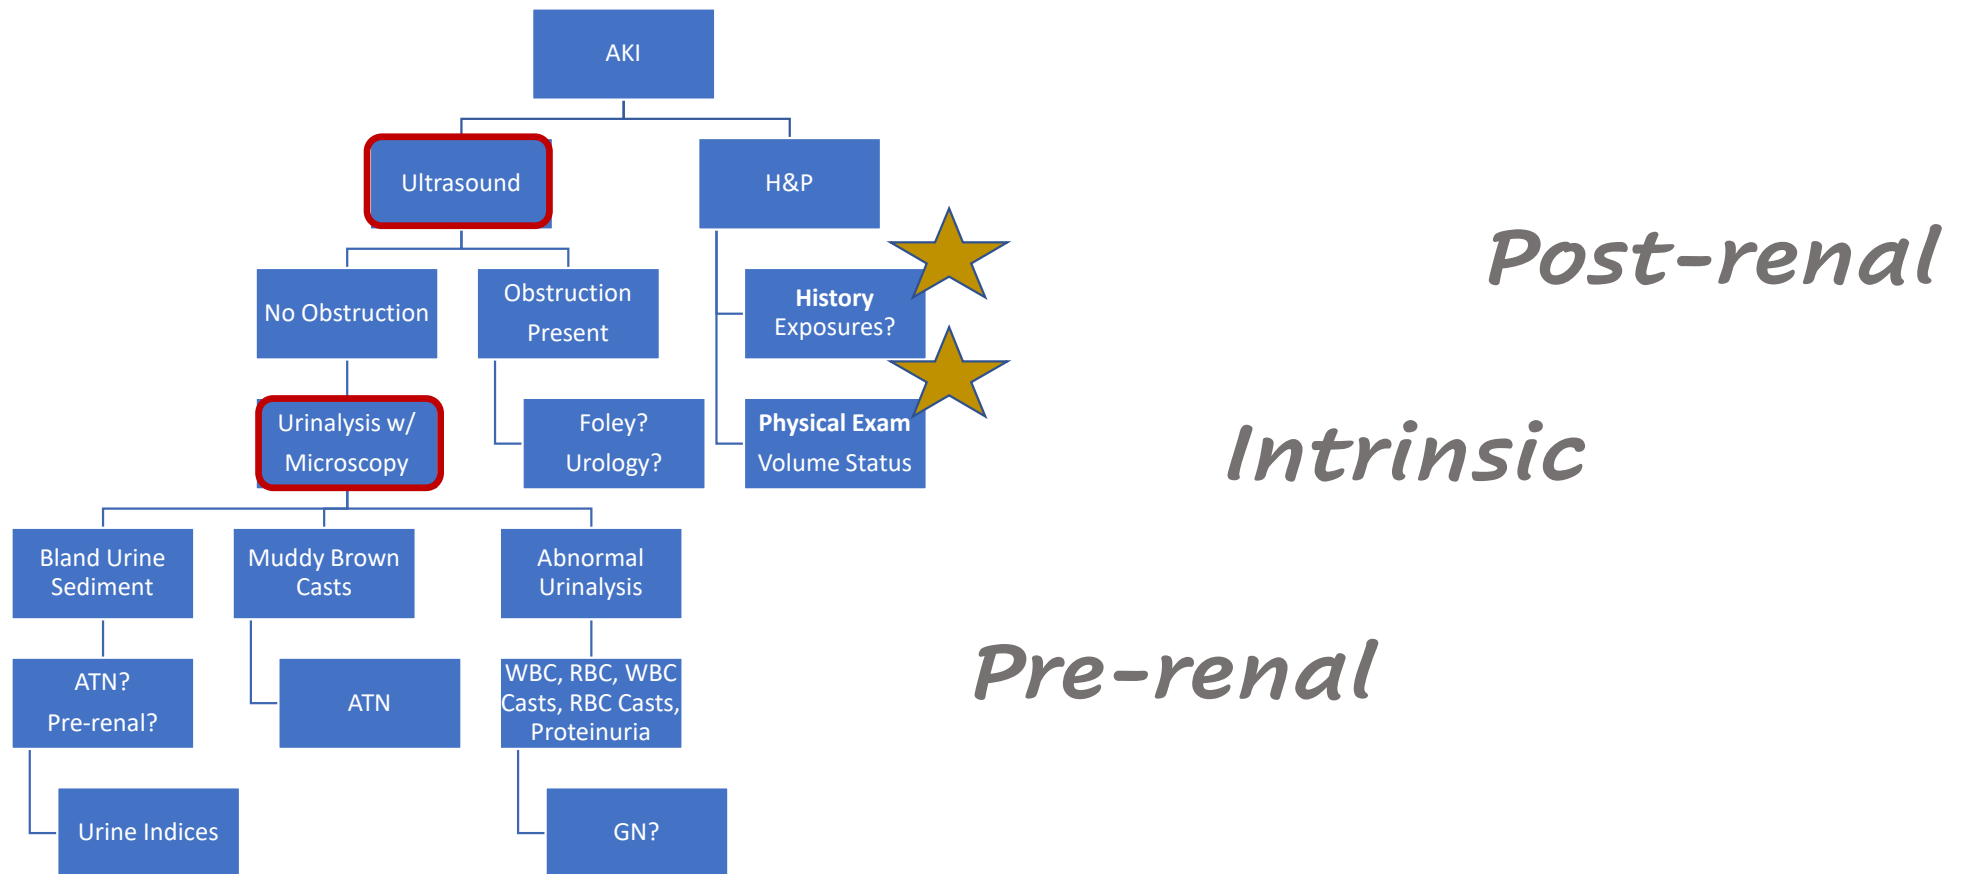 AKI
Ultrasound
H&P
No Obstruction
Obstruction
Present
History
Exposures?
Post-renal
Urinalysis w/
Microscopy
Foley?
Urology?
Physical Exam
Volume Status
Intrinsic
Bland Urine
Sediment
Muddy Brown
Casts
Abnormal
Urinalysis
ATN?
Pre-renal?
ATN
WBC, RBC, WBC
Casts, RBC Casts,
Proteinuria
Pre-renal
Urine Indices
GN?